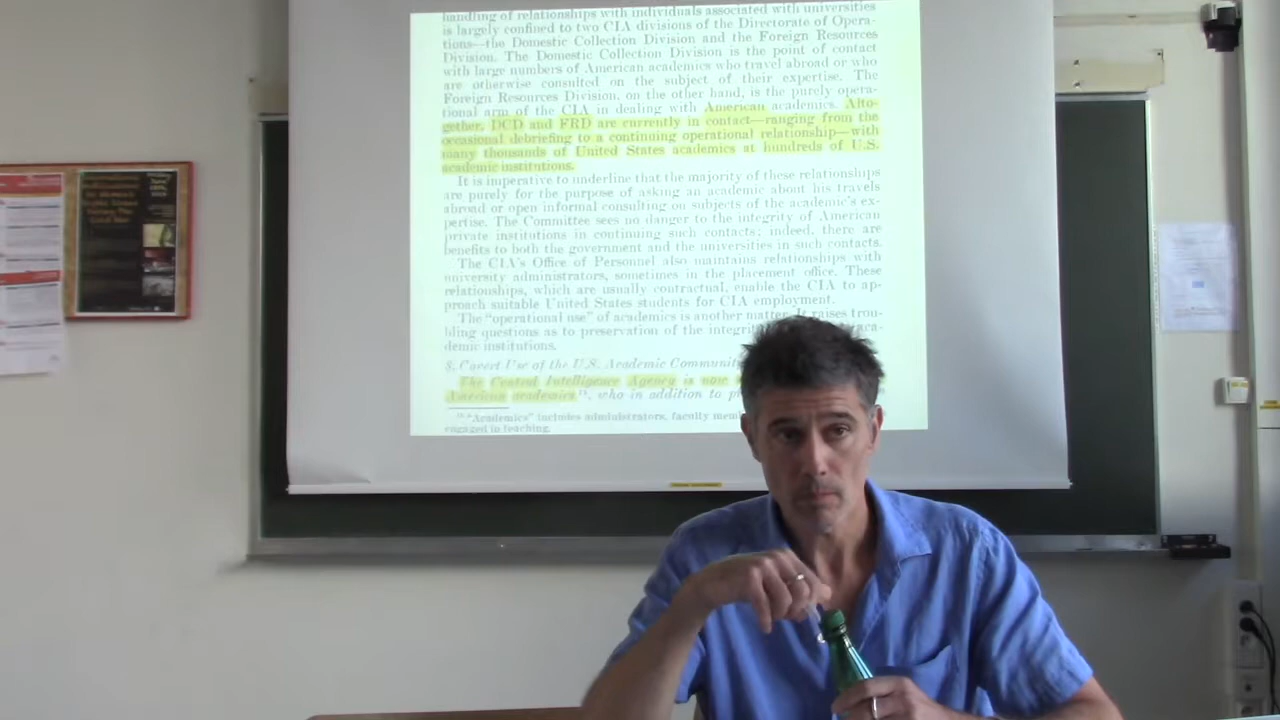 handling of relationships with individuals associated with universities
is largely confined to two CIA divisions of the Directorate of Opera-
tions—the Domestic Collection Division and the Foreign Resources
Division. The Domestic Collection Division is the point of contact
with large numbers of American academics who travel abroad or who
are otherwise consulted on the subject of their expertise. The
Foreign Resources Division, on the other hand, is the purely opera-
tional arm of the CIA in dealing with American academics. Alto-
gether, DCD and FRD are currently in contact—ranging from the
occasional debriefing to a continuing operational relationship—with
many thousands of United States academics at hundreds of U.S.
academic institutions.
It is imperative to underline that the majority of these relationships
are purely for the purpose of asking an academic about his travels
abroad or open informal consulting on subjects of the academic's ex-
pertise. The Committee sees no danger to the integrity of American
private institutions in continuing such contacts; indeed, there are
benefits to both the government and the universities in such contacts.
The CIA's Office of Personnel also maintains relationships with
university administrators, sometimes in the placement office. These
relationships, which are usually contractual, enable the CIA to ap-
proach suitable United States students for CIA employment.
The "operational use" of academics is another matter. It raises trou-
bling questions as to preservation of the integrity
demic institutions.
8. Covert Use of the U.S. Academic Community
The Central Intelligence Agency is now
American academics, who in addition to
"Academics" includes administrators, faculty
engaged in teaching.